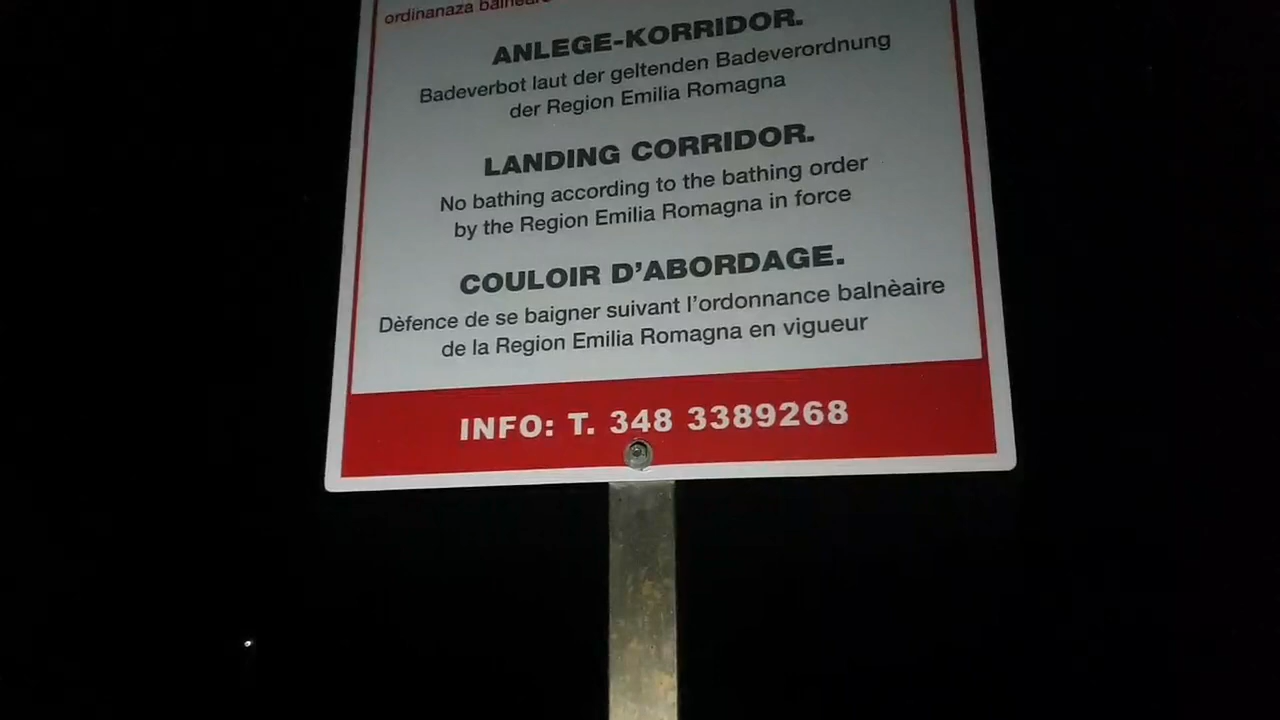 ordinanaza balneare
ANLEGE-KORRIDOR.
Badeverbot laut der geltenden Badeverordnung
der Region Emilia Romagna
LANDING CORRIDOR.
No bathing according to the bathing order
by the Region Emilia Romagna in force
COULOIR D'ABORDAGE.
Dèfence de se baigner suivant l'ordonnance balnèaire
de la Region Emilia Romagna en vigueur
INFO: T. 348 3389268